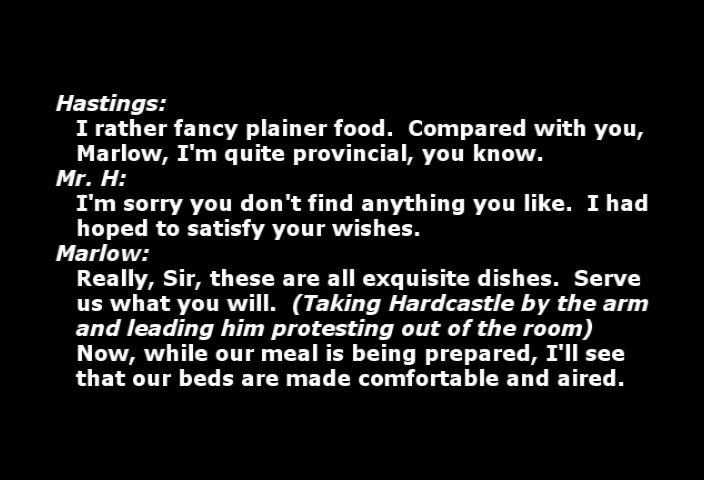 Hastings:
I rather fancy plainer food.  Compared with you,
Marlow, I'm quite provincial, you know.
Mr. H:
I'm sorry you don't find anything you like.  I had
hoped to satisfy your wishes.
Marlow:
Really, Sir, these are all exquisite dishes.  Serve
us what you will.  (Taking Hardcastle by the arm
and leading him protesting out of the room)
Now, while our meal is being prepared, I'll see
that our beds are made comfortable and aired.